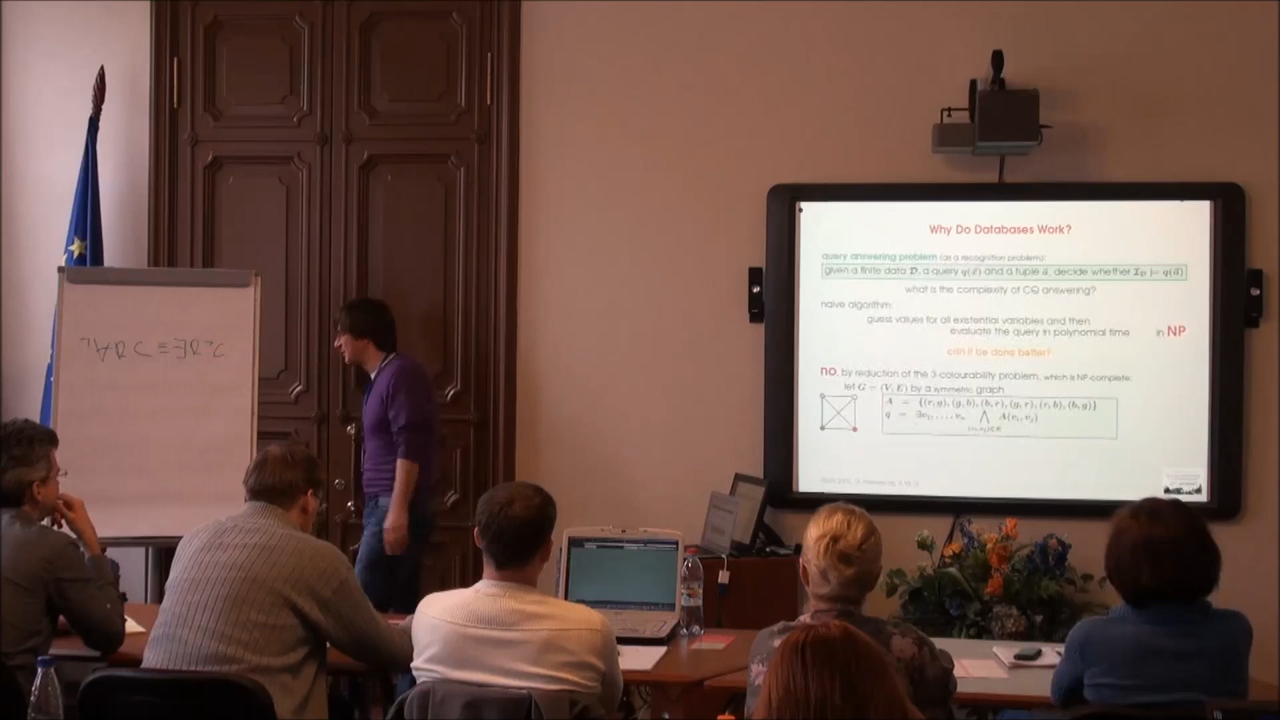 Why Do Databases Work?
query answering problem (as a recognition problem):
given a finite data D, a query q(x⃗) and a tuple a⃗, decide whether I_D ⊨ q(a⃗)
what is the complexity of CQ answering?
naive algorithm:
guess values for all existential variables and then
evaluate the query in polynomial time in NP
can it be done better?
no, by reduction of the 3-colourability problem, which is NP-complete:
let G = (V, E) by a symmetric graph
A = {(r, g), (g, b), (b, r), (g, r), (r, b), (b, g)}
q = ∃v₁, . . . , vₙ ⋀ A(vᵢ, vⱼ)